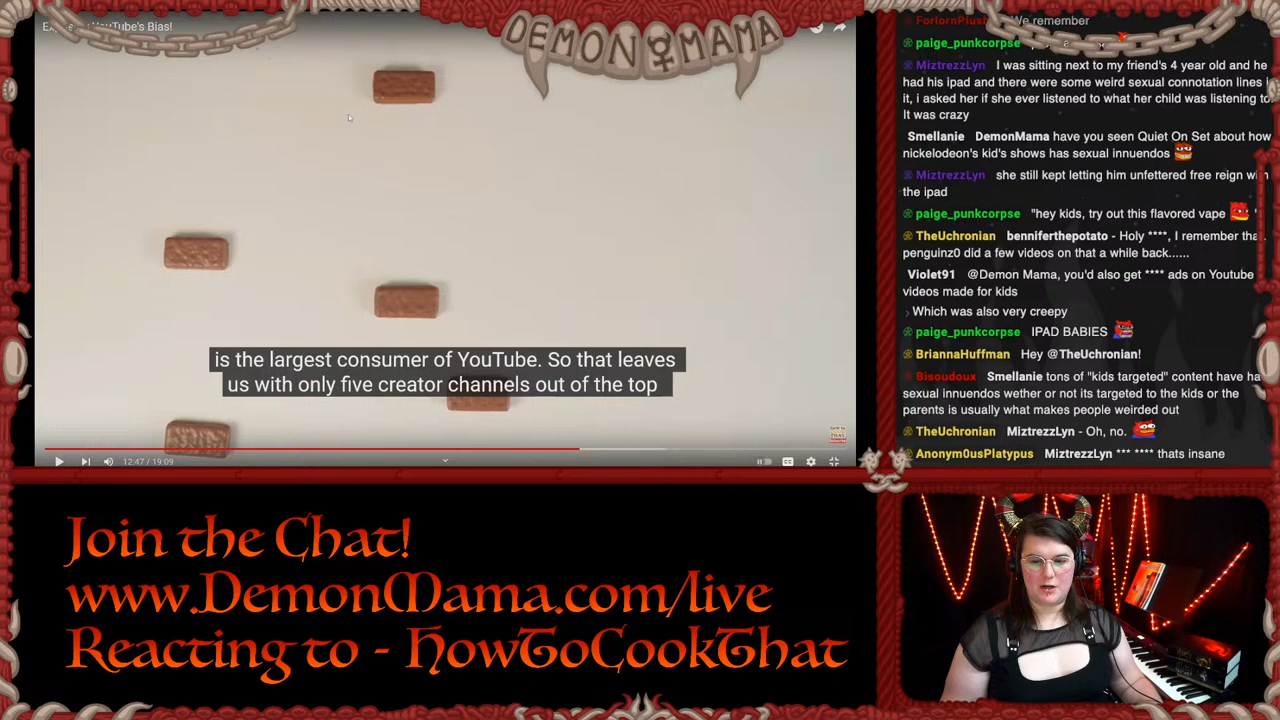 YouTube's Bias!
DEMON MAMA
is the largest consumer of YouTube. So that leaves
us with only five creator channels out of the top
12:47 / 19:09
We remember
paige_punkcorpse
MiztrezzLyn I was sitting next to my friend's 4 year old and he
had his ipad and there were some weird sexual connotation lines
it, i asked her if she ever listened to what her child was listening to
It was crazy
Smellanie DemonMama have you seen Quiet On Set about how
nickelodeon's kid's shows has sexual innuendos
MiztrezzLyn she still kept letting him unfettered free reign with
the ipad
paige_punkcorpse "hey kids, try out this flavored vape "
TheUchronian benniferthepotato - Holy ****, I remember
penguinz0 did a few videos on that a while back......
Violet91 @Demon Mama, you'd also get **** ads on Youtube
videos made for kids
Which was also very creepy
paige_punkcorpse IPAD BABIES
BriannaHuffman Hey @TheUchronian!
Bisoudoux Smellanie tons of "kids targeted" content have
sexual innuendos wether or not its targeted to the kids or the
parents is usually what makes people weirded out
TheUchronian MiztrezzLyn - Oh, no.
Anonym0usPlatypus MiztrezzLyn *** **** thats insane
Join the Chat!
www.DemonMama.com/live
Reacting to - HowToCookThat